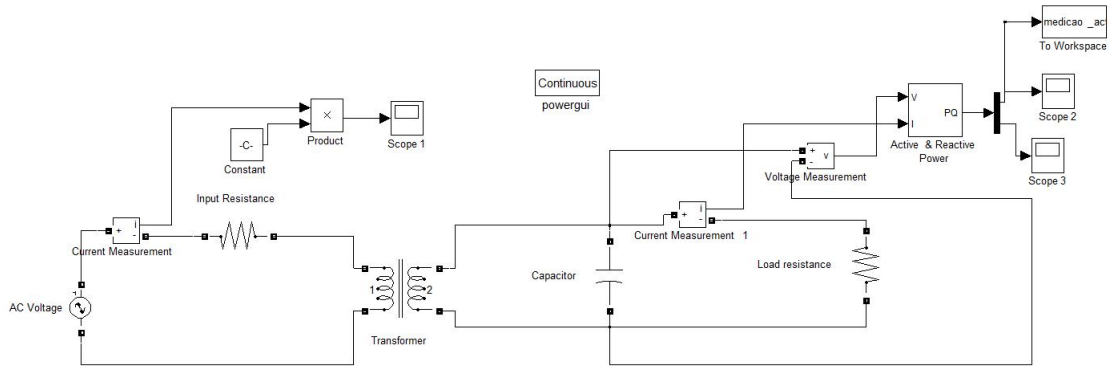 medicao _act
To Workspace
Continuous
powergui
V
I
PQ
Active & Reactive
Power
Scope 2
Scope 3
×
Product
Scope 1
-C-
Constant
+
-
v
Voltage Measurement
Input Resistance
+
i
-
Current Measurement
+
i
-
Current Measurement 1
Load resistance
Capacitor
1
2
AC Voltage
Transformer